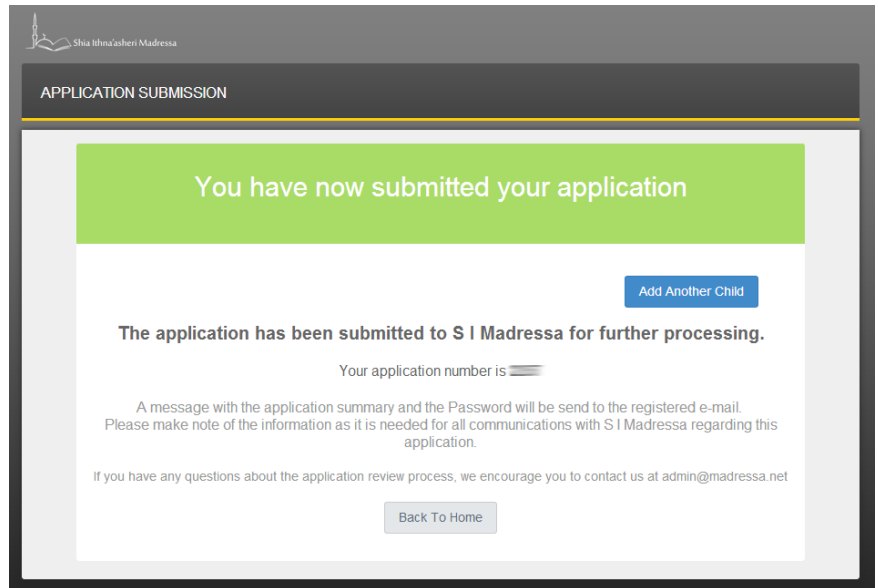 Shia Ithna'asheri Madressa
APPLICATION SUBMISSION
You have now submitted your application
Add Another Child
The application has been submitted to S I Madressa for further processing.
Your application number is
A message with the application summary and the Password will be send to the registered e-mail.
Please make note of the information as it is needed for all communications with S I Madressa regarding this
application.
If you have any questions about the application review process, we encourage you to contact us at admin@madressa.net
Back To Home